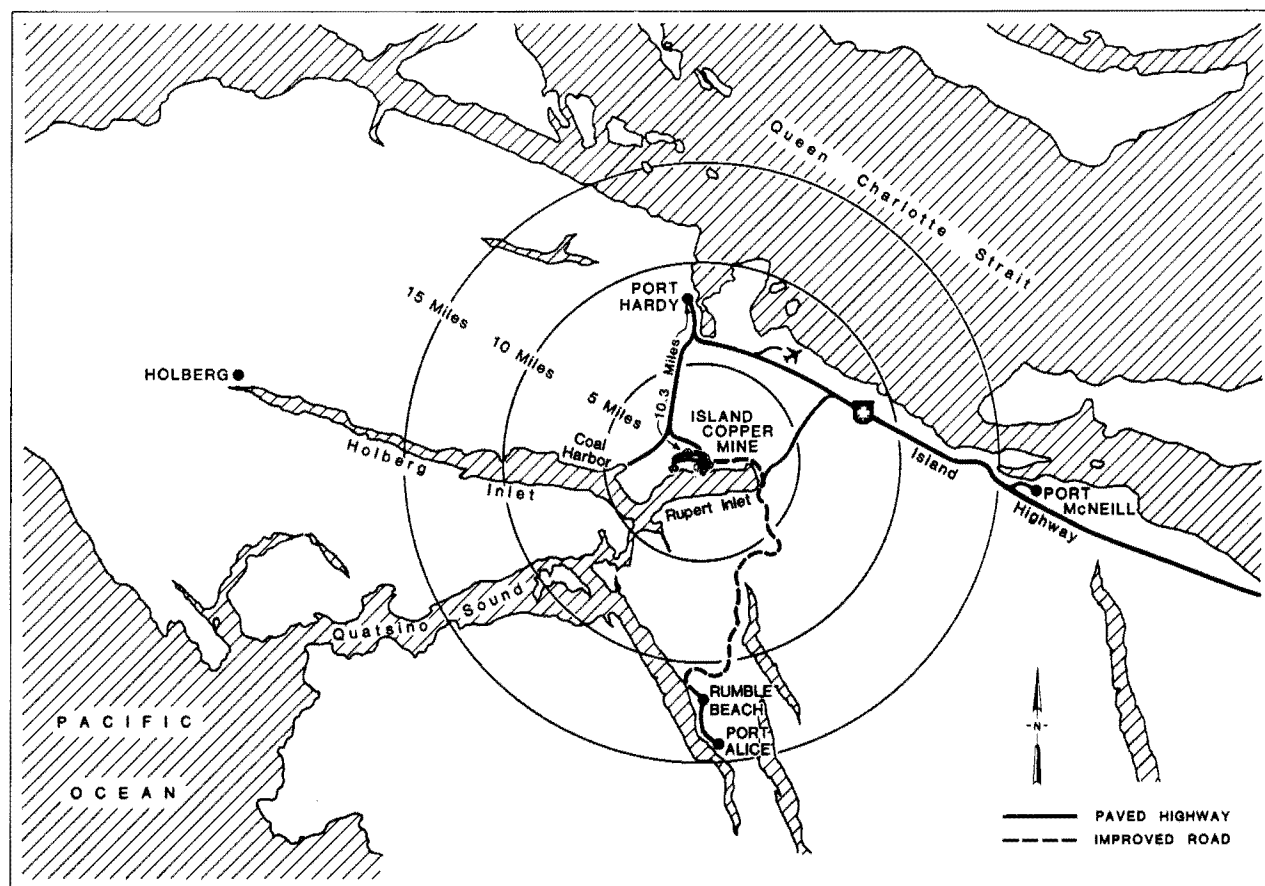 Queen Charlotte Strait
15 Miles
10 Miles
5 Miles
PORT
HARDY
10.3 Miles
HOLBERG
ISLAND
COPPER
MINE
Coal
Harbor
Holberg
Inlet
Rupert Inlet
Island
Highway
PORT
McNEILL
Quatsino Sound
RUMBLE
BEACH
PORT
ALICE
PACIFIC
OCEAN
-N-
PAVED HIGHWAY
IMPROVED ROAD